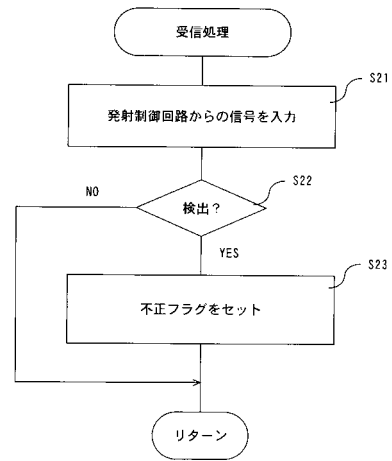 受信処理
S21
発射制御回路からの信号を入力
S22
NO
検出?
YES
S23
不正フラグをセット
リターン